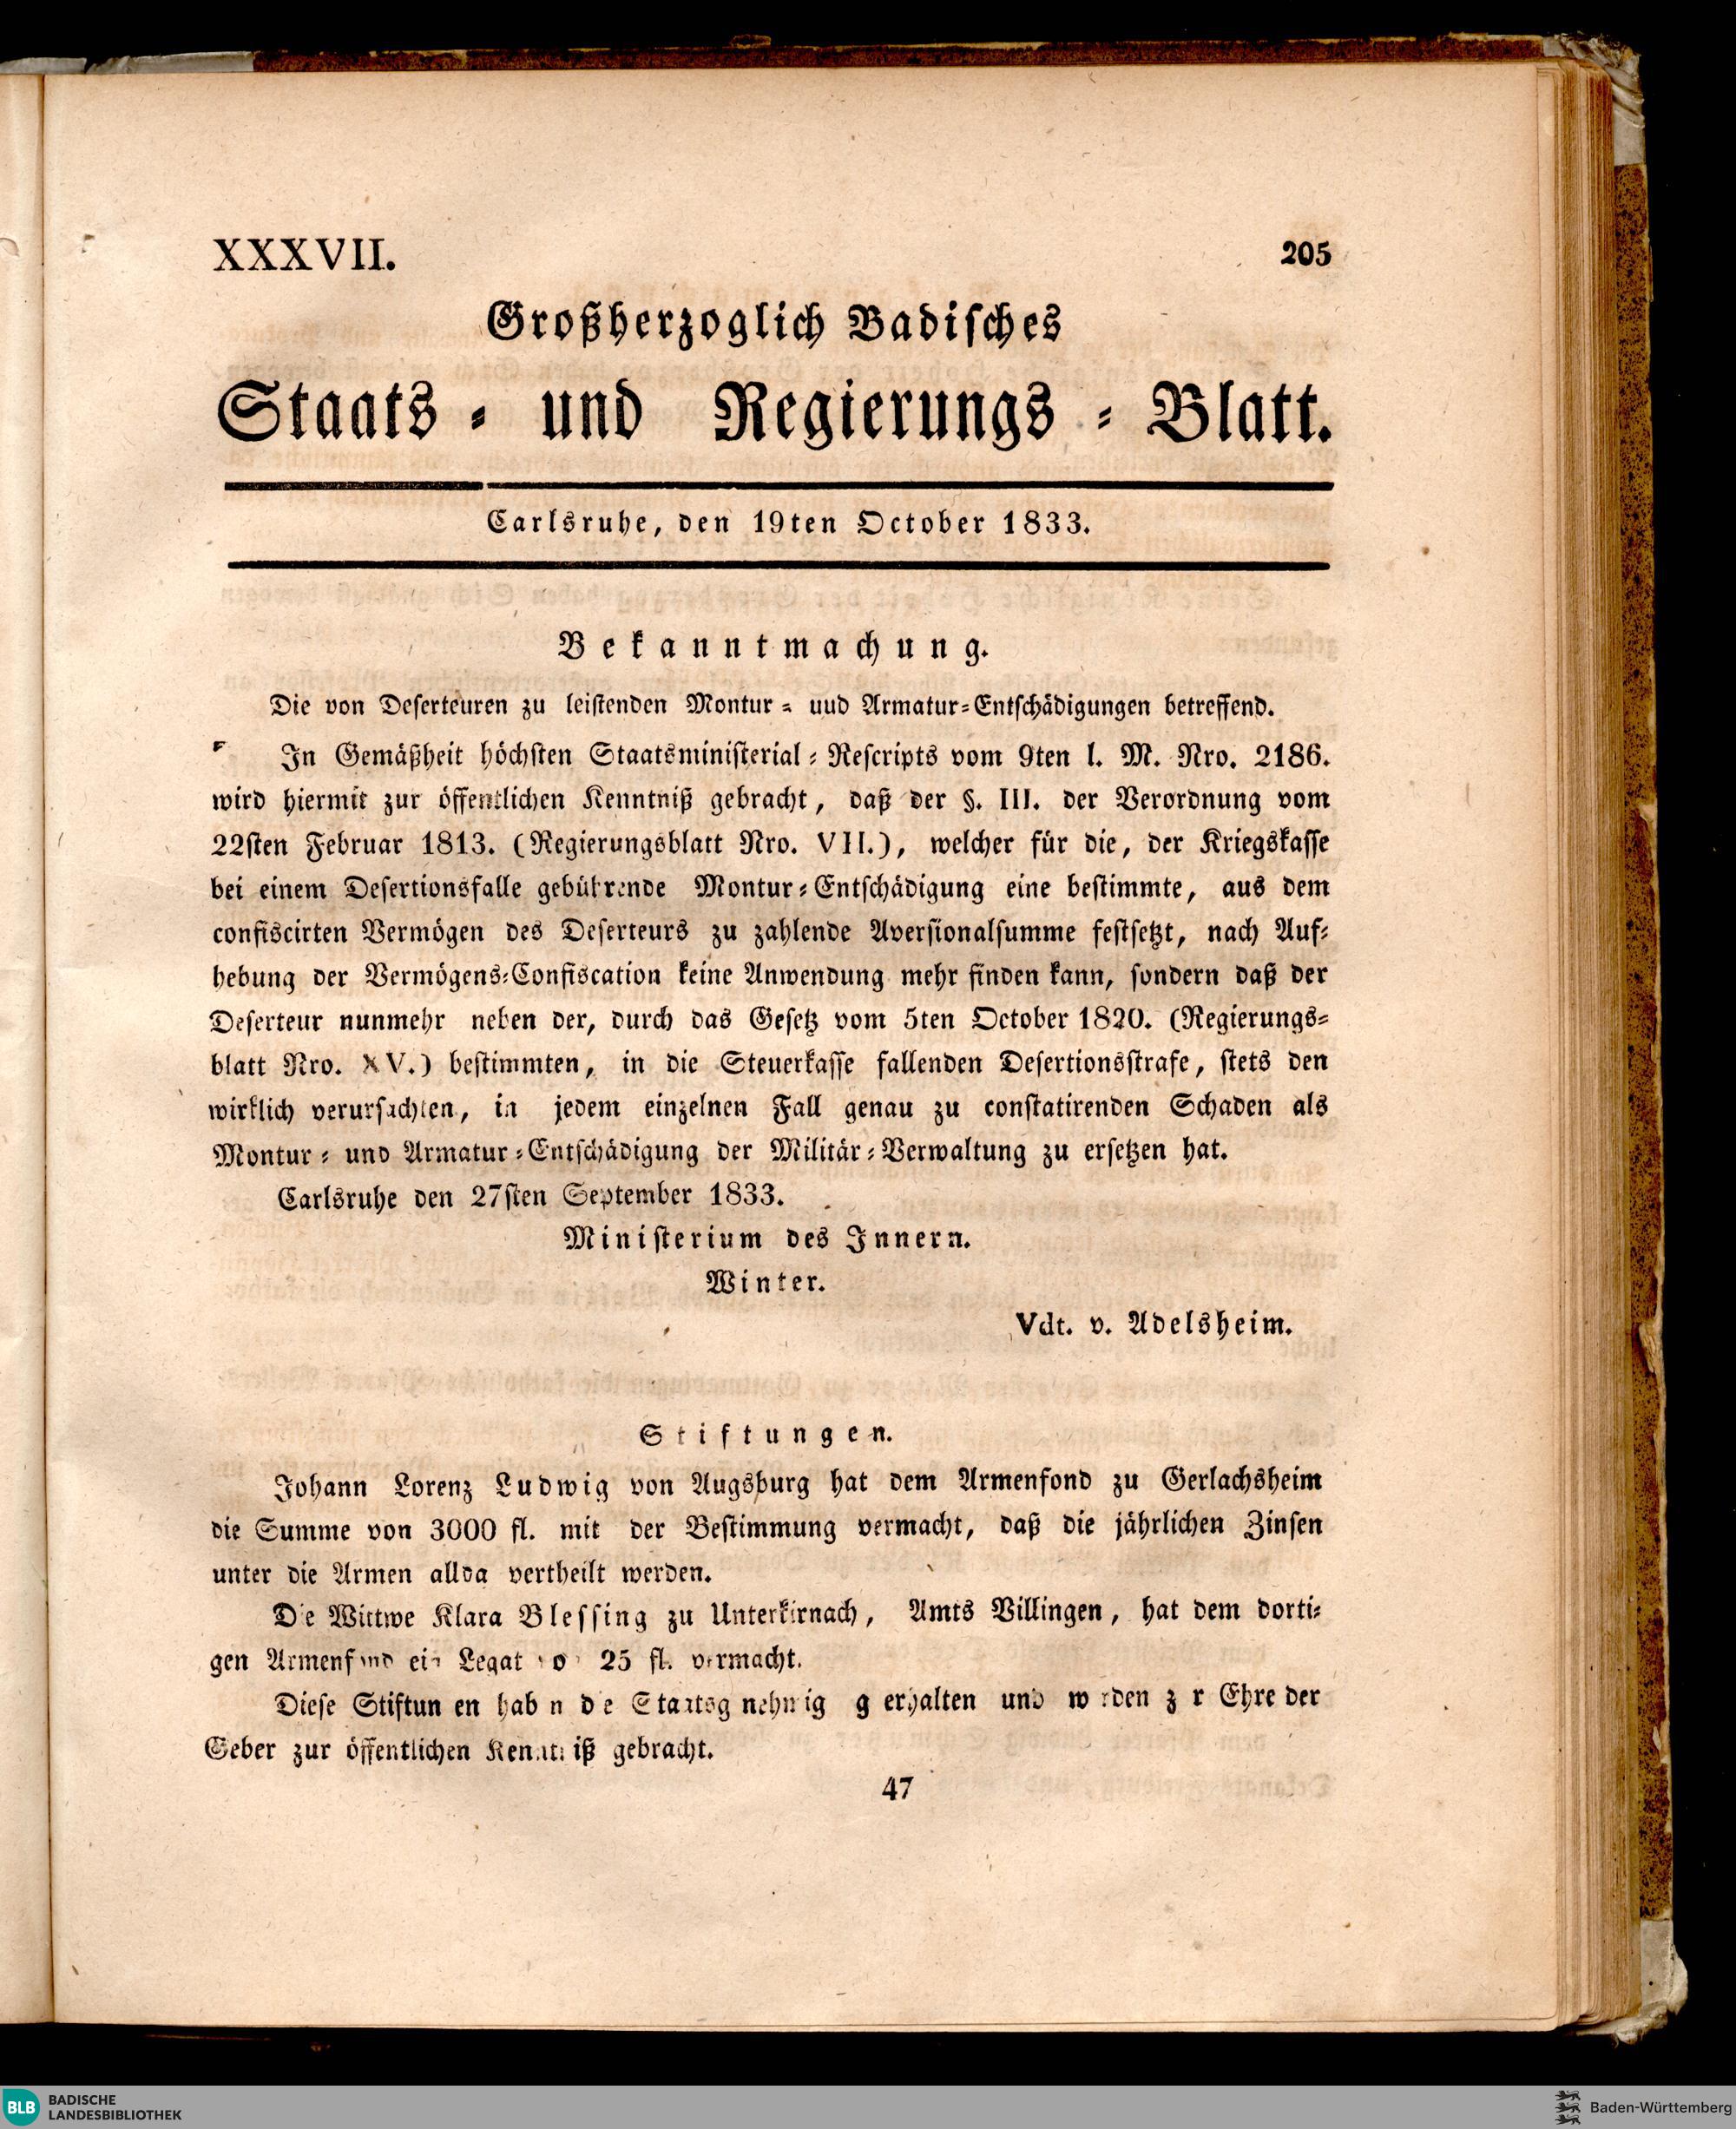 XXXVII. 205
Großherzoglich Badisches
Staats- und Regierungs-Blatt.
Carlsruhe, den 19ten October 1833.
Bekanntmachung.
Die von Deserteuren zu leistenden Montur- uud Armatur-Entschädigungen betreffend.
In Gemäßheit höchsten Staatsministerial-Rescripts vom 9ten l. M. Nro. 2186.
wird hiermit zur öffentlichen Kenntniß gebracht, daß der §. III. der Verordnung vom
22sten Februar 1813. (Regierungsblatt Nro. VII.), welcher für die, der Kriegskasse
bei einem Desertionsfalle gebührende Montur-Entschädigung eine bestimmte, aus dem
confiscirten Vermögen des Deserteurs zu zahlende Aversionalsumme festsetzt, nach Auf-
hebung der Vermögens-Confiscation keine Anwendung mehr finden kann, sondern daß der
Deserteur nunmehr neben der, durch das Gesetz vom 5ten October 1820. (Regierungs-
blatt Nro. XV.) bestimmten, in die Steuerkasse fallenden Desertionsstrafe, stets den
wirklich verursachten, in jedem einzelnen Fall genau zu constatirenden Schaden als
Montur- und Armatur-Entschädigung der Militär-Verwaltung zu ersetzen hat.
Carlsruhe den 27sten September 1833.
Ministerium des Innern.
Winter.
Vdt. v. Adelsheim.
Stiftungen.
Johann Lorenz Ludwig von Augsburg hat dem Armenfond zu Gerlachsheim
die Summe von 3000 fl. mit der Bestimmung vermacht, daß die jährlichen Zinsen
unter die Armen allda vertheilt werden.
Die Wittwe Klara Blessing zu Unterkirnach, Amts Villingen, hat dem dorti-
gen Armenfond ein Legat von 25 fl. vermacht.
Diese Stiftungen haben die Staatsgenehmigung erhalten und werden zur Ehre der
Geber zur öffentlichen Kenntniß gebracht.
47
BLB BADISCHE
LANDESBIBLIOTHEK
Baden-Württemberg